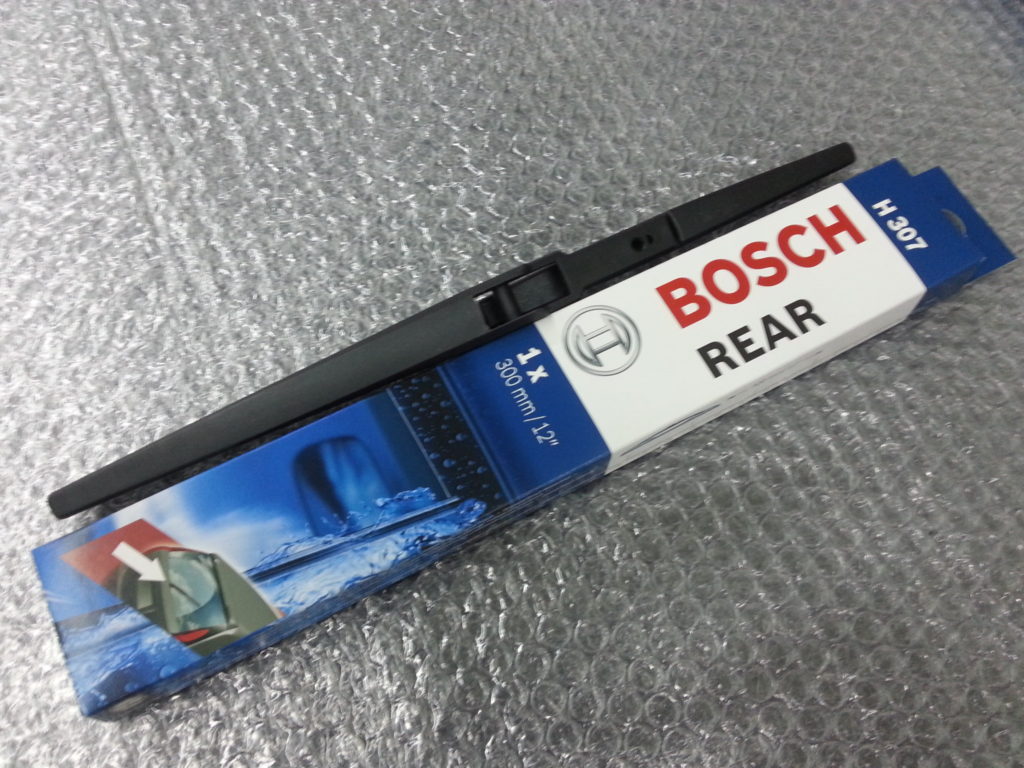 BOSCH
REAR
H 307
1 x
300 mm / 12"